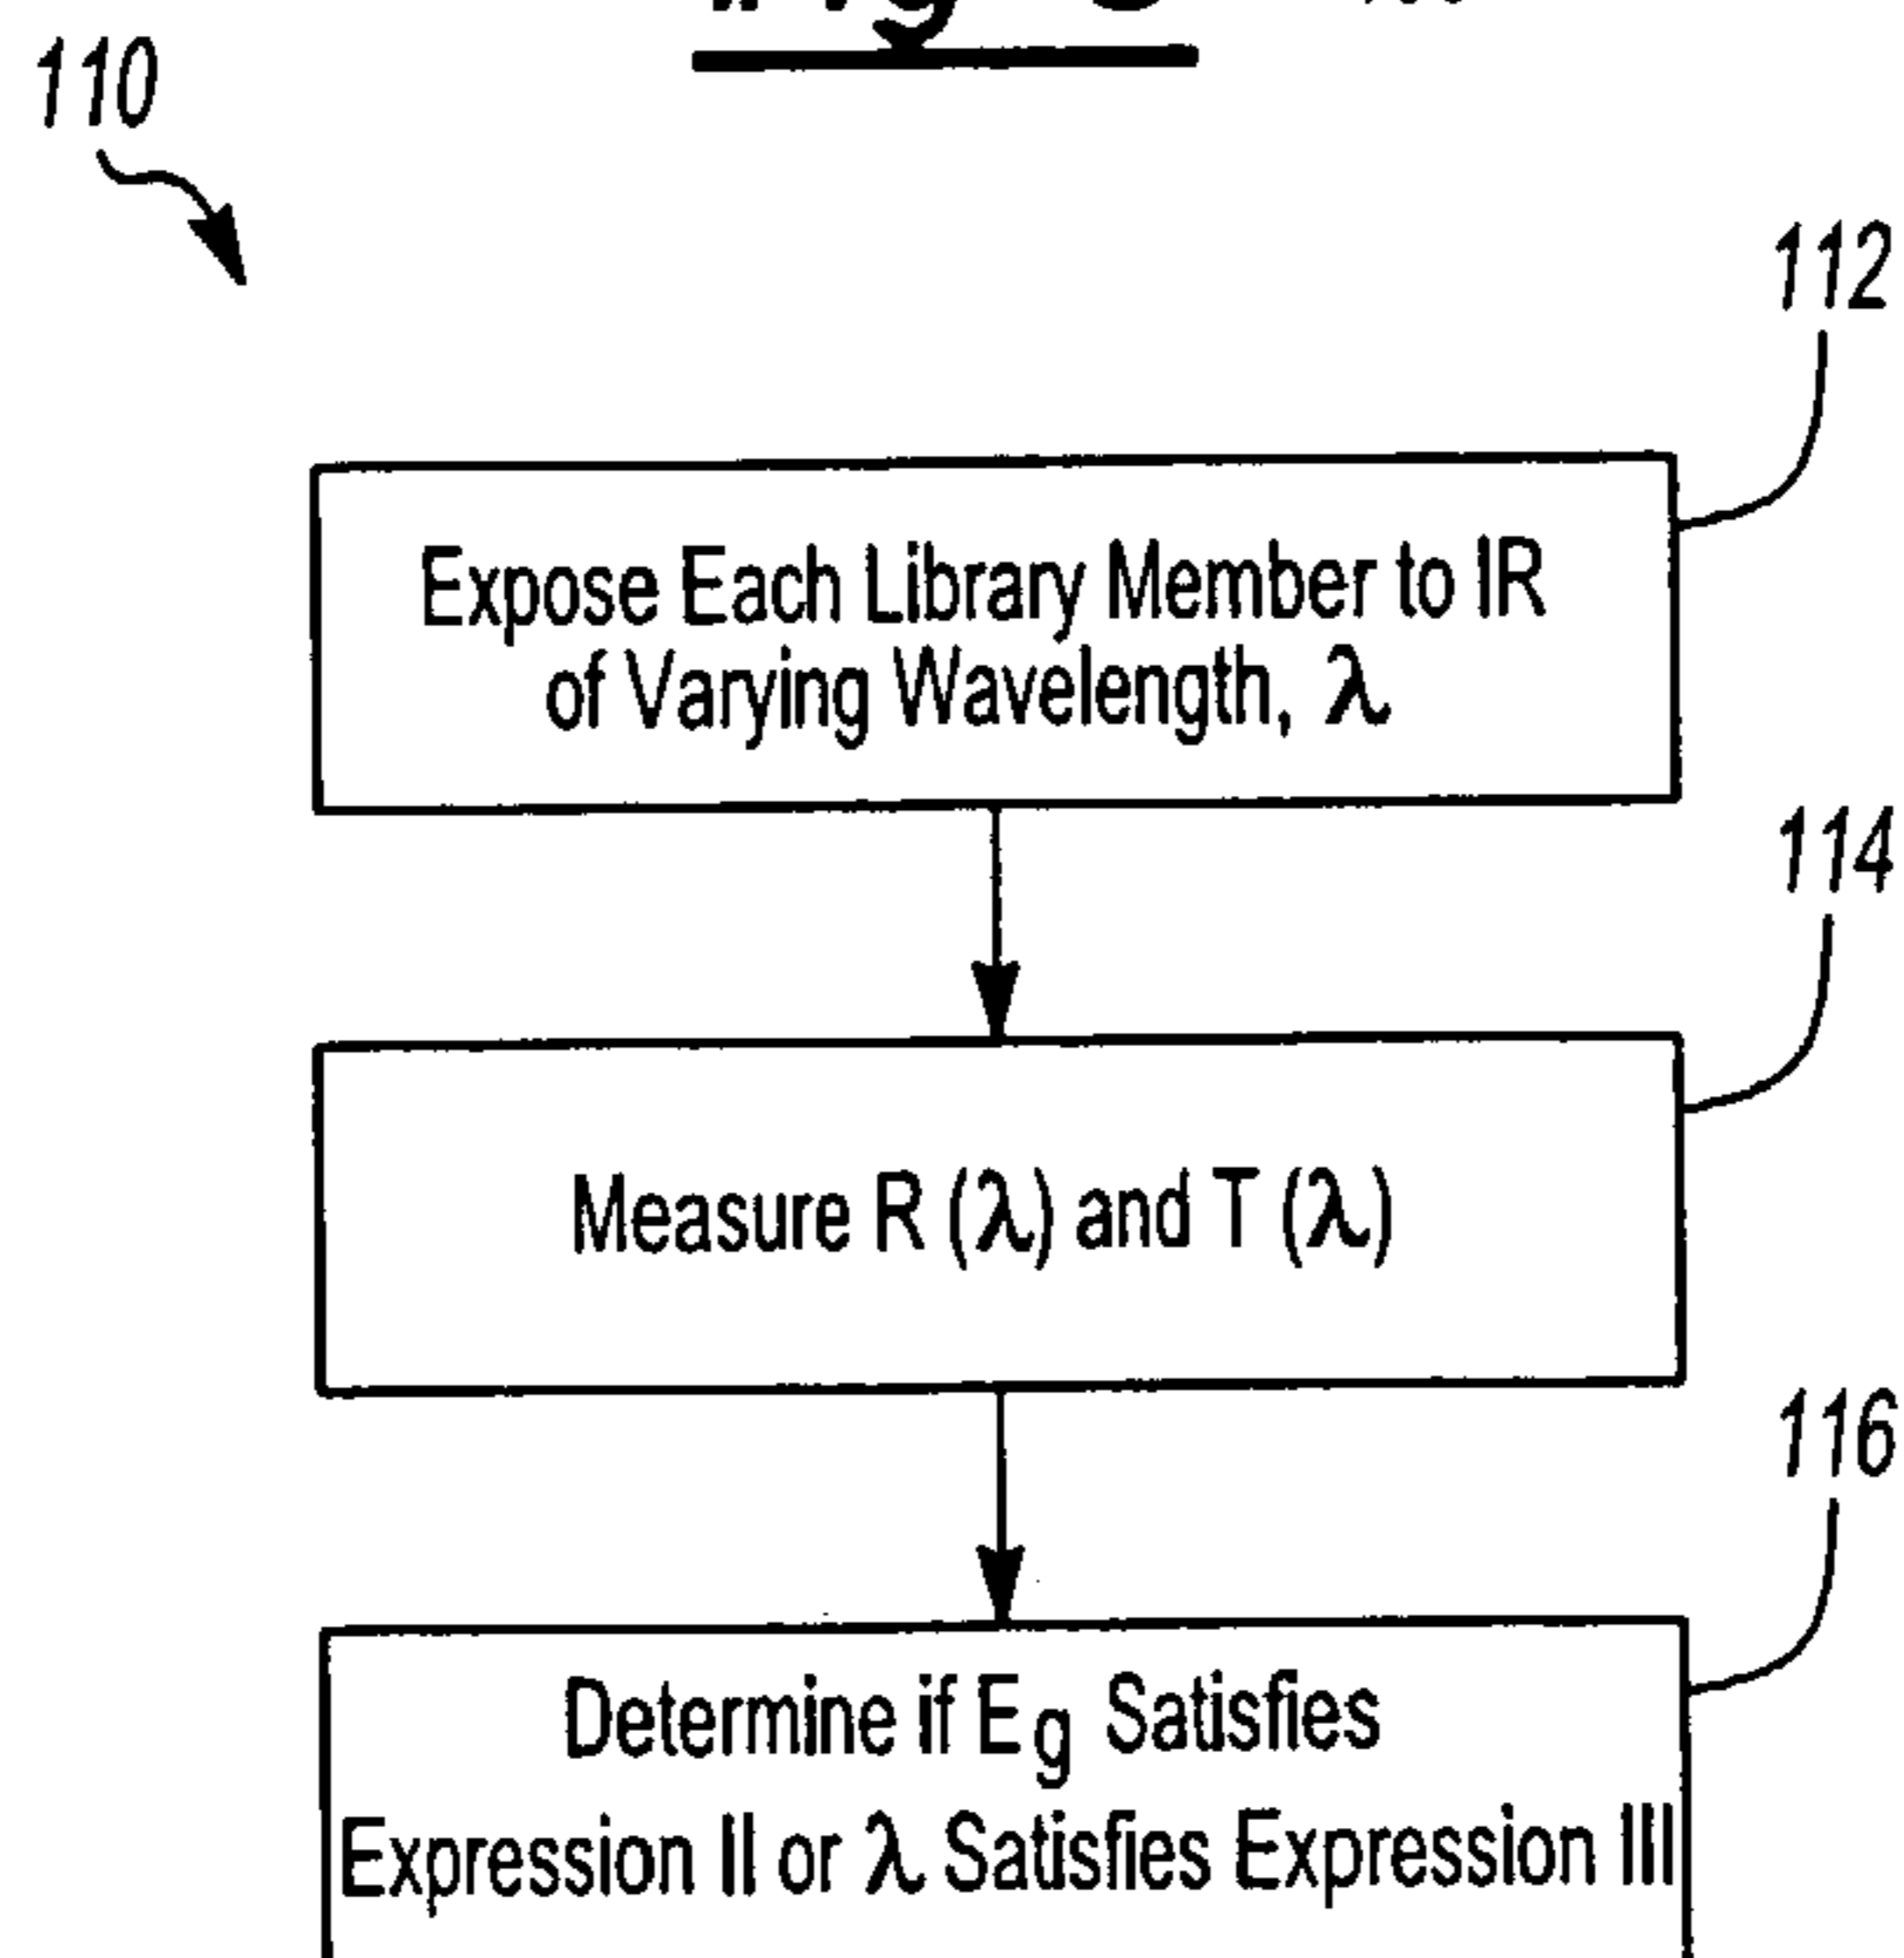 110
112
Expose Each Library Member to IR
of Varying Wavelength, λ
114
Measure R (λ) and T (λ)
116
Determine if Eg Satisfies
Expression II or λ Satisfies Expression III